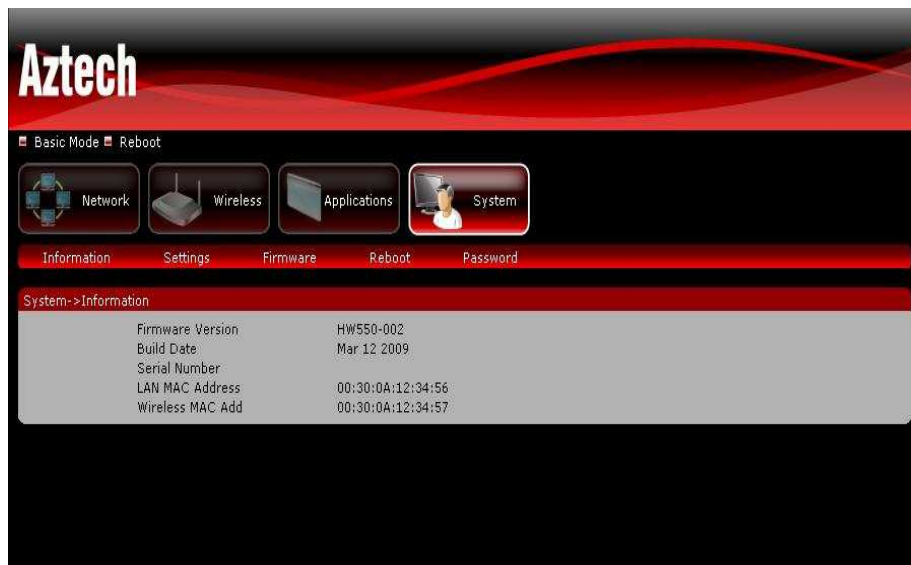 Aztech
Basic Mode Reboot
Network Wireless Applications System
Information Settings Firmware Reboot Password
System->Information
Firmware Version HW550-002
Build Date Mar 12 2009
Serial Number
LAN MAC Address 00:30:0A:12:34:56
Wireless MAC Add 00:30:0A:12:34:57